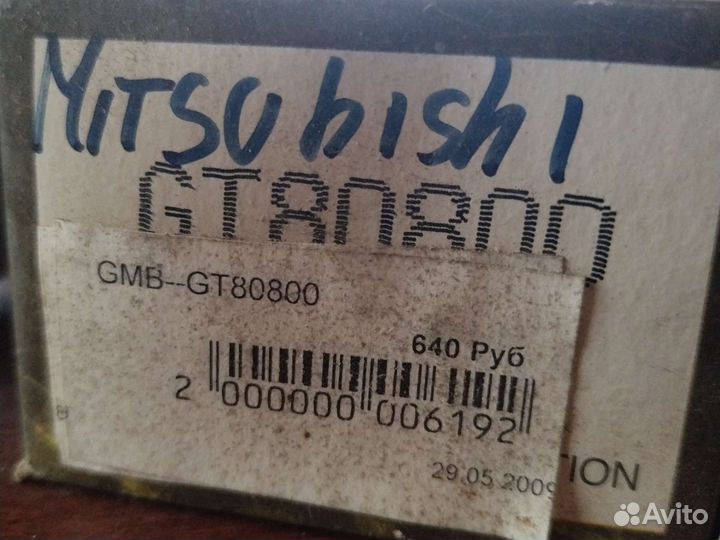 Mitsubishi
GT80800
GMB--GT80800
640 Руб
2 000000 006192
29.05.2009
TION
Avito